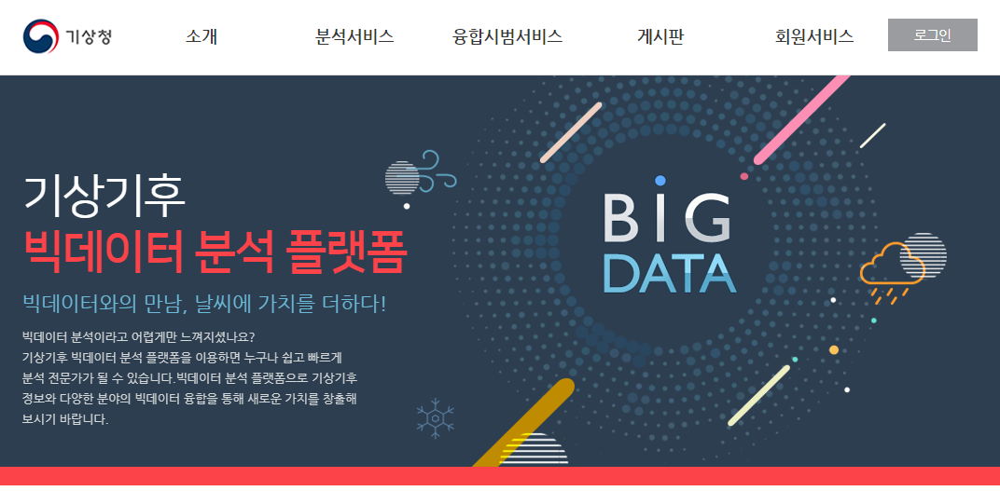 기상청
소개
분석서비스
융합시범서비스
게시판
회원서비스
로그인
기상기후
빅데이터 분석 플랫폼
빅데이터와의 만남, 날씨에 가치를 더하다!
빅데이터 분석이라고 어렵게만 느껴지셨나요?
기상기후 빅데이터 분석 플랫폼을 이용하면 누구나 쉽고 빠르게
분석 전문가가 될 수 있습니다.빅데이터 분석 플랫폼으로 기상기후
정보와 다양한 분야의 빅데이터 융합을 통해 새로운 가치를 창출해
보시기 바랍니다.
BiG
DATA